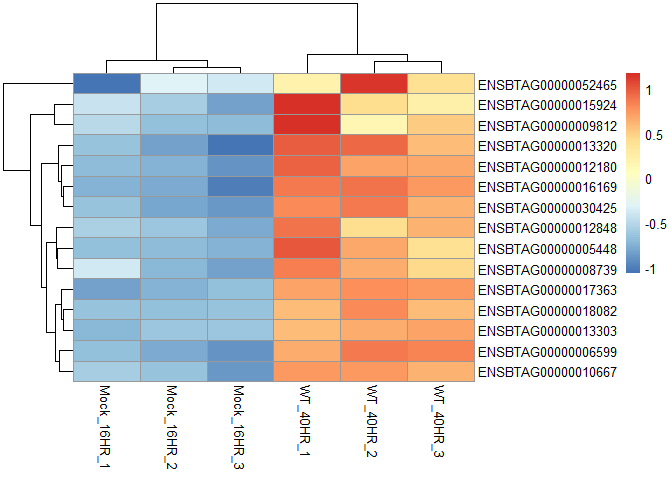 ENSBTAG00000052465
ENSBTAG00000015924
ENSBTAG00000009812
ENSBTAG00000013320
ENSBTAG00000012180
ENSBTAG00000016169
ENSBTAG00000030425
ENSBTAG00000012848
ENSBTAG00000005448
ENSBTAG00000008739
ENSBTAG00000017363
ENSBTAG00000018082
ENSBTAG00000013303
ENSBTAG00000006599
ENSBTAG00000010667
1
0.5
0
-0.5
-1
Mock_16HR_1
Mock_16HR_2
Mock_16HR_3
WT_40HR_1
WT_40HR_2
WT_40HR_3